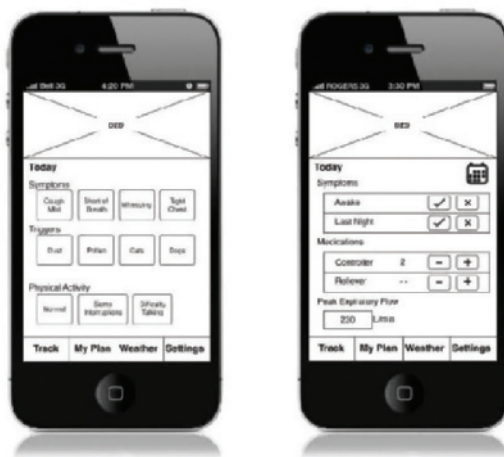 Bell 3G 4:20 PM
Today
Symptoms
Cough Mild
Short of Breath
Wheezing
Tight Chest
Triggers
Dust
Pollen
Cats
Dogs
Physical Activity
Normal
Some Interruptions
Difficulty Talking
Track My Plan Weather Settings
ROGERS 3G 3:30 PM
Today
Symptoms
Awake
Last Night
Medications
Controller 2 - +
Reliever -- - +
Peak Expiratory Flow
230 L/min
Track My Plan Weather Settings